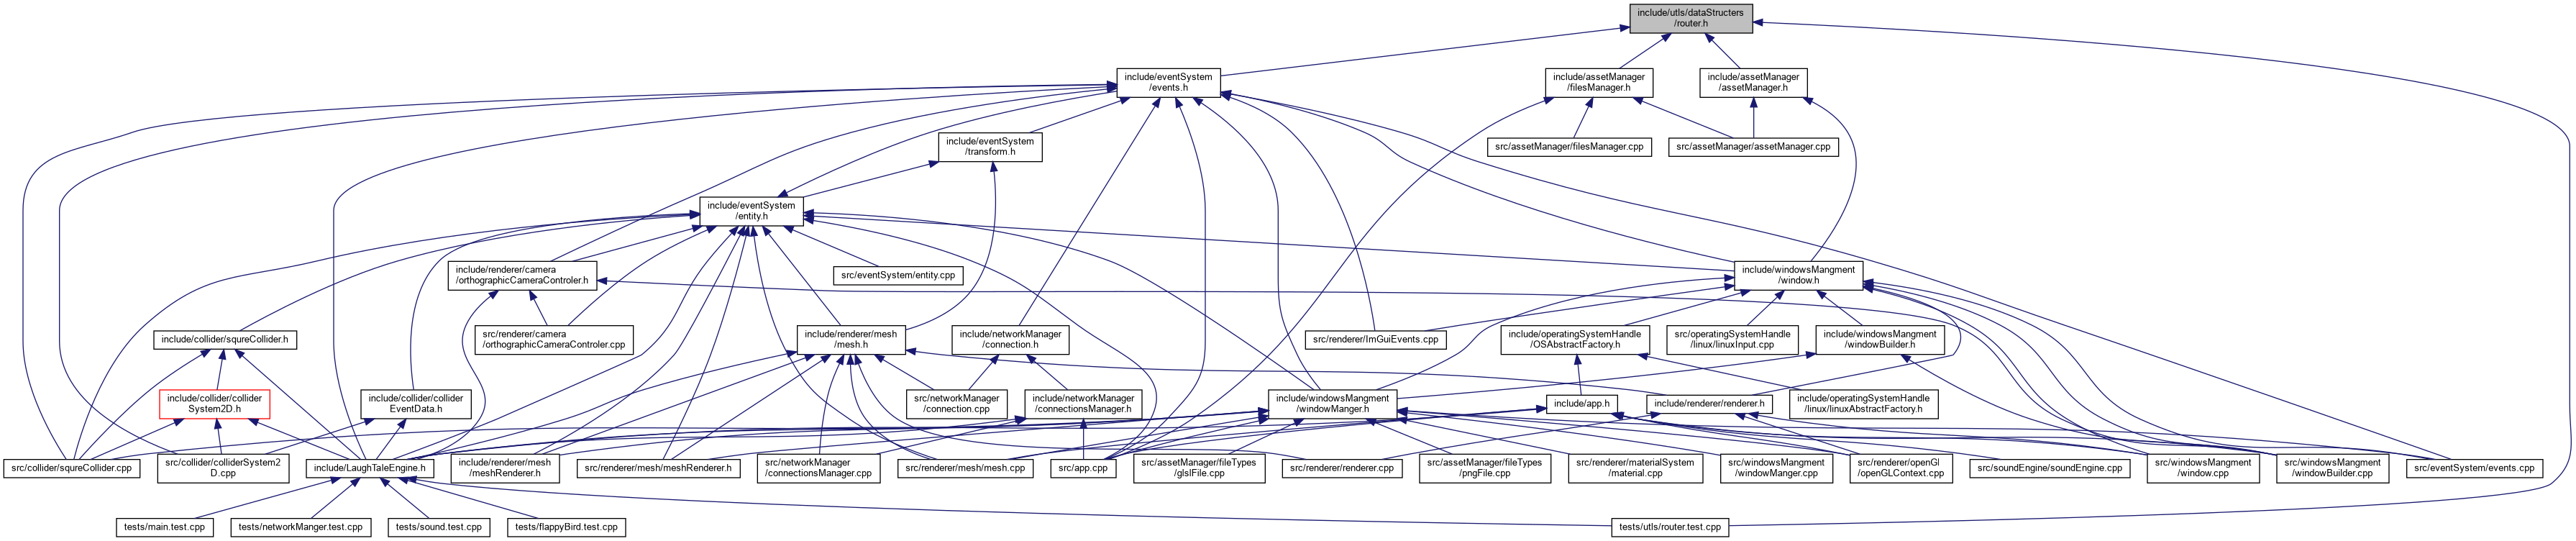 include/utls/dataStructers
/router.h
include/eventSystem
/events.h
include/assetManager
/filesManager.h
include/assetManager
/assetManager.h
include/eventSystem
/transform.h
src/assetManager/filesManager.cpp
src/assetManager/assetManager.cpp
include/eventSystem
/entity.h
include/renderer/camera
/orthographicCameraControler.h
src/eventSystem/entity.cpp
include/windowsMangment
/window.h
include/collider/squreCollider.h
src/renderer/camera
/orthographicCameraControler.cpp
include/renderer/mesh
/mesh.h
include/networkManager
/connection.h
src/renderer/ImGuiEvents.cpp
include/operatingSystemHandle
/OSAbstractFactory.h
src/operatingSystemHandle
/linux/linuxInput.cpp
include/windowsMangment
/windowBuilder.h
include/collider/collider
System2D.h
include/collider/collider
EventData.h
src/networkManager
/connection.cpp
include/networkManager
/connectionsManager.h
include/windowsMangment
/windowManger.h
include/app.h
include/renderer/renderer.h
include/operatingSystemHandle
/linux/linuxAbstractFactory.h
src/collider/squreCollider.cpp
src/collider/colliderSystem2
D.cpp
include/LaughTaleEngine.h
include/renderer/mesh
/meshRenderer.h
src/renderer/mesh/meshRenderer.h
src/networkManager
/connectionsManager.cpp
src/renderer/mesh/mesh.cpp
src/app.cpp
src/assetManager/fileTypes
/glslFile.cpp
src/renderer/renderer.cpp
src/assetManager/fileTypes
/pngFile.cpp
src/renderer/materialSystem
/material.cpp
src/windowsMangment
/windowManger.cpp
src/renderer/openGl
/openGLContext.cpp
src/soundEngine/soundEngine.cpp
src/windowsMangment
/window.cpp
src/windowsMangment
/windowBuilder.cpp
src/eventSystem/events.cpp
tests/main.test.cpp
tests/networkManger.test.cpp
tests/sound.test.cpp
tests/flappyBird.test.cpp
tests/utls/router.test.cpp